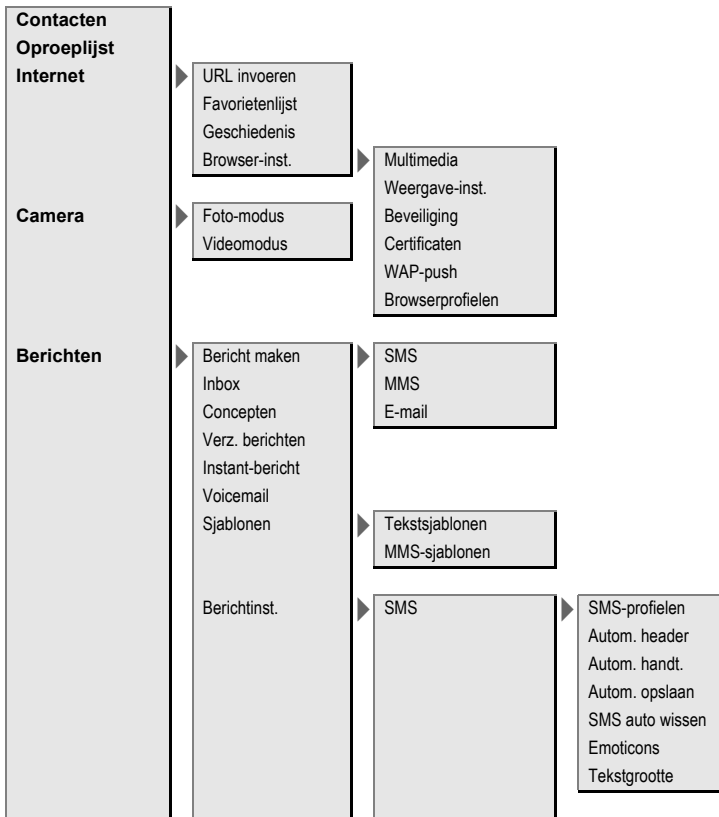 Contacten
Oproeplijst
Internet
URL invoeren
Favorietenlijst
Geschiedenis
Browser-inst.
Multimedia
Weergave-inst.
Beveiliging
Certificaten
WAP-push
Browserprofielen
Camera
Foto-modus
Videomodus
Berichten
Bericht maken
SMS
MMS
E-mail
Inbox
Concepten
Verz. berichten
Instant-bericht
Voicemail
Sjablonen
Tekstsjablonen
MMS-sjablonen
Berichtinst.
SMS
SMS-profielen
Autom. header
Autom. handt.
Autom. opslaan
SMS auto wissen
Emoticons
Tekstgrootte